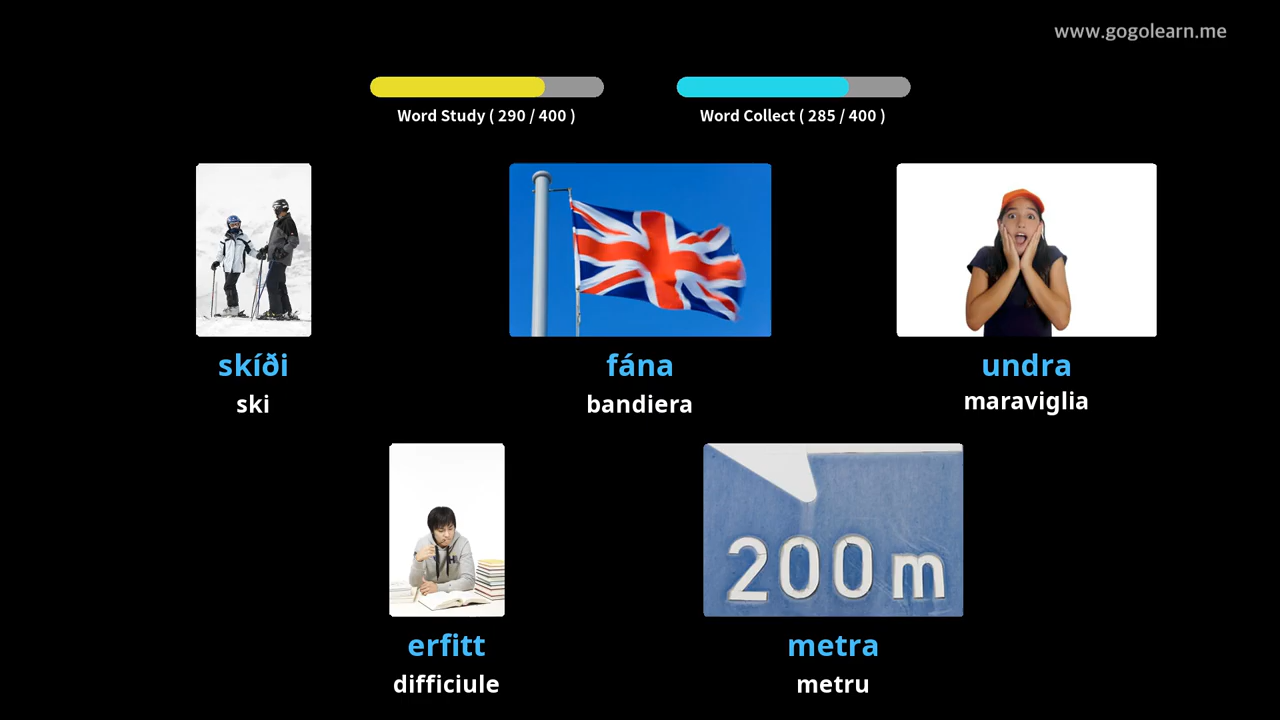 www.gogolearn.me
Word Study ( 290 / 400 )
Word Collect ( 285 / 400 )
skíði
ski
fána
bandiera
undra
maraviglia
200m
erfitt
difficiule
metra
metru